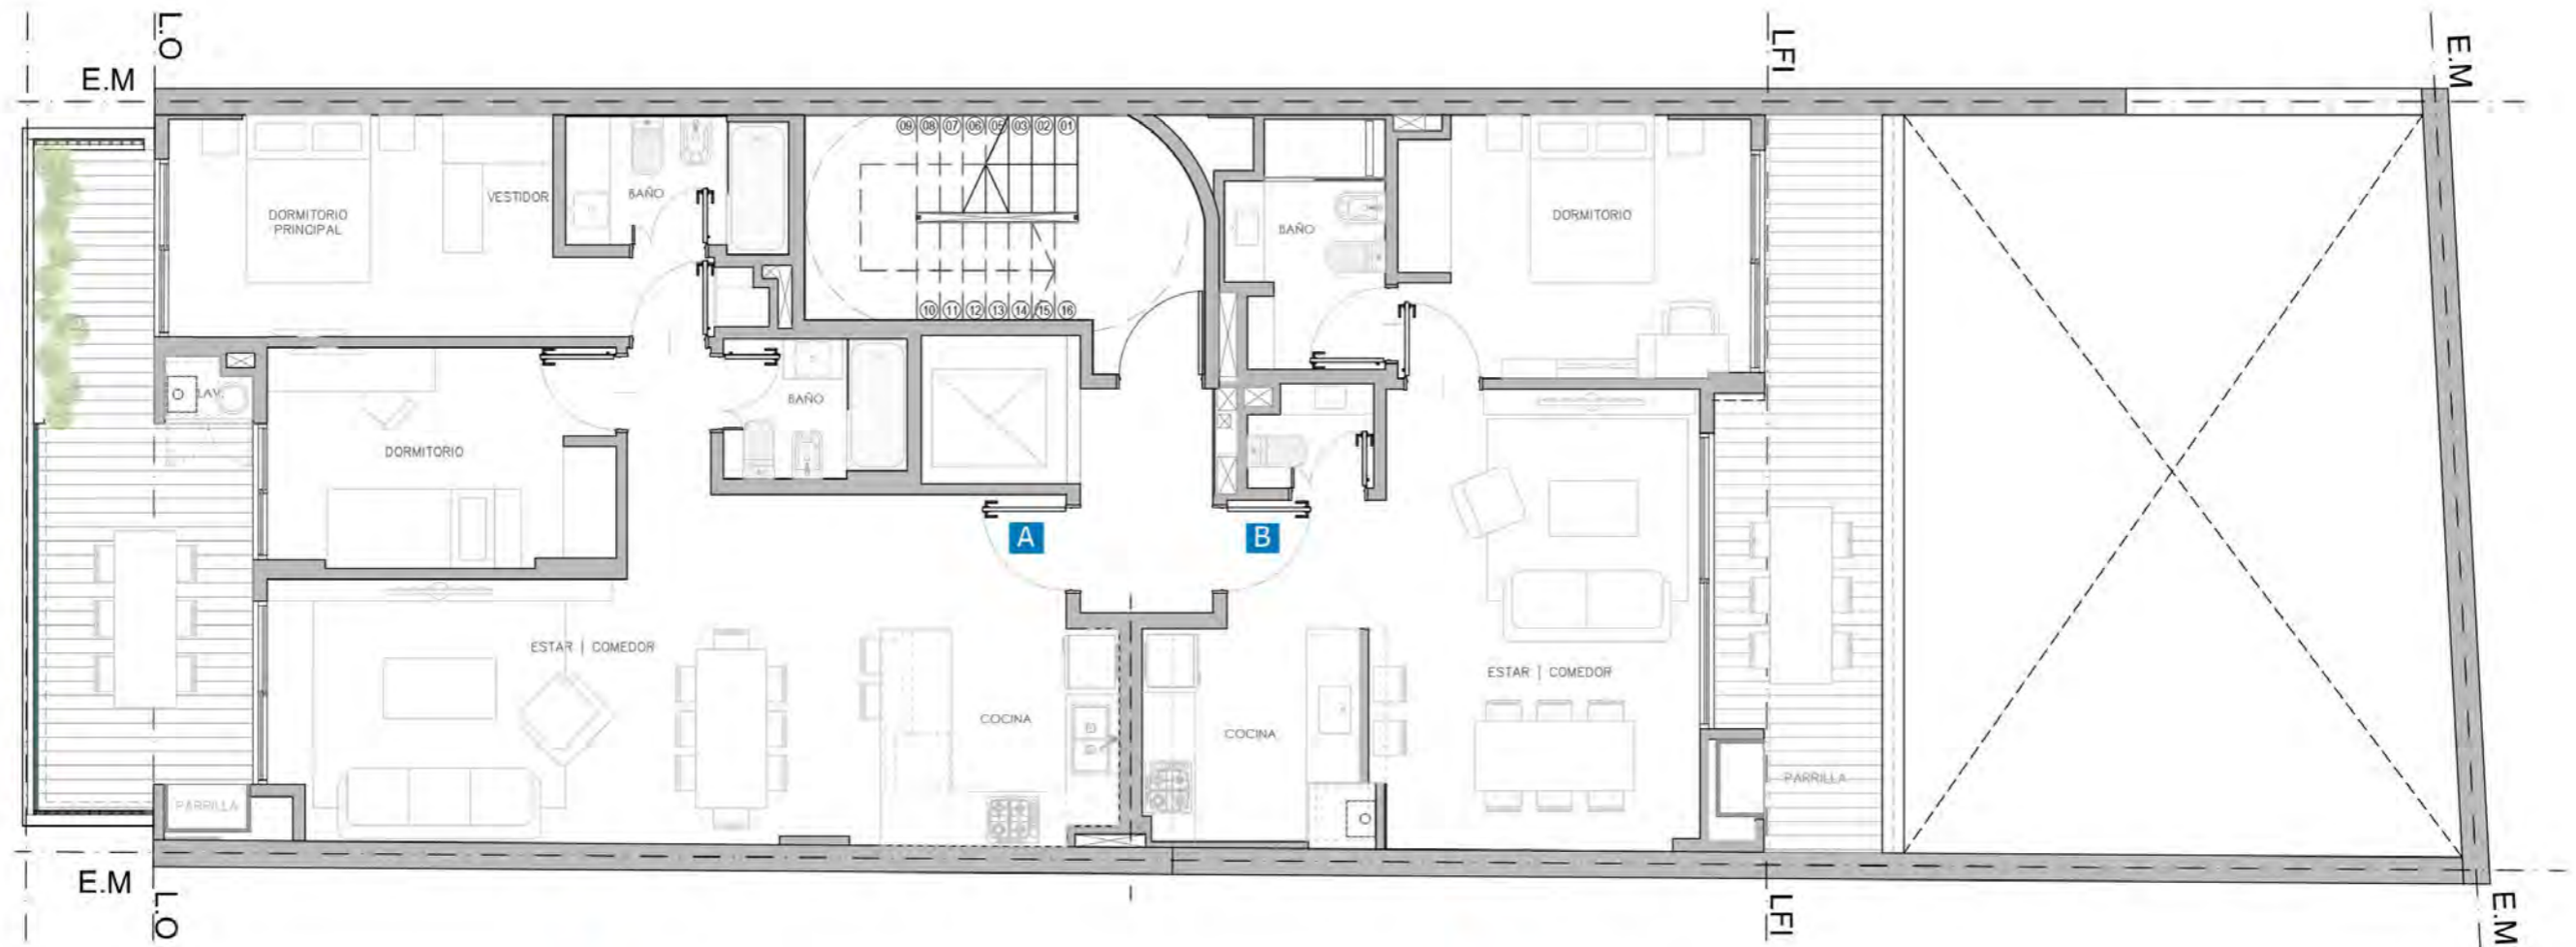 L.O
E.M
LFI
E.M
09 08 07 06 05 03 02 01
DORMITORIO
PRINCIPAL
VESTIDOR
BAÑO
BAÑO
DORMITORIO
10 11 12 13 14 15 16
LAV.
DORMITORIO
BAÑO
A
B
ESTAR | COMEDOR
COCINA
COCINA
ESTAR | COMEDOR
PARRILLA
PARRILLA
E.M
L.O
LFI
E.M